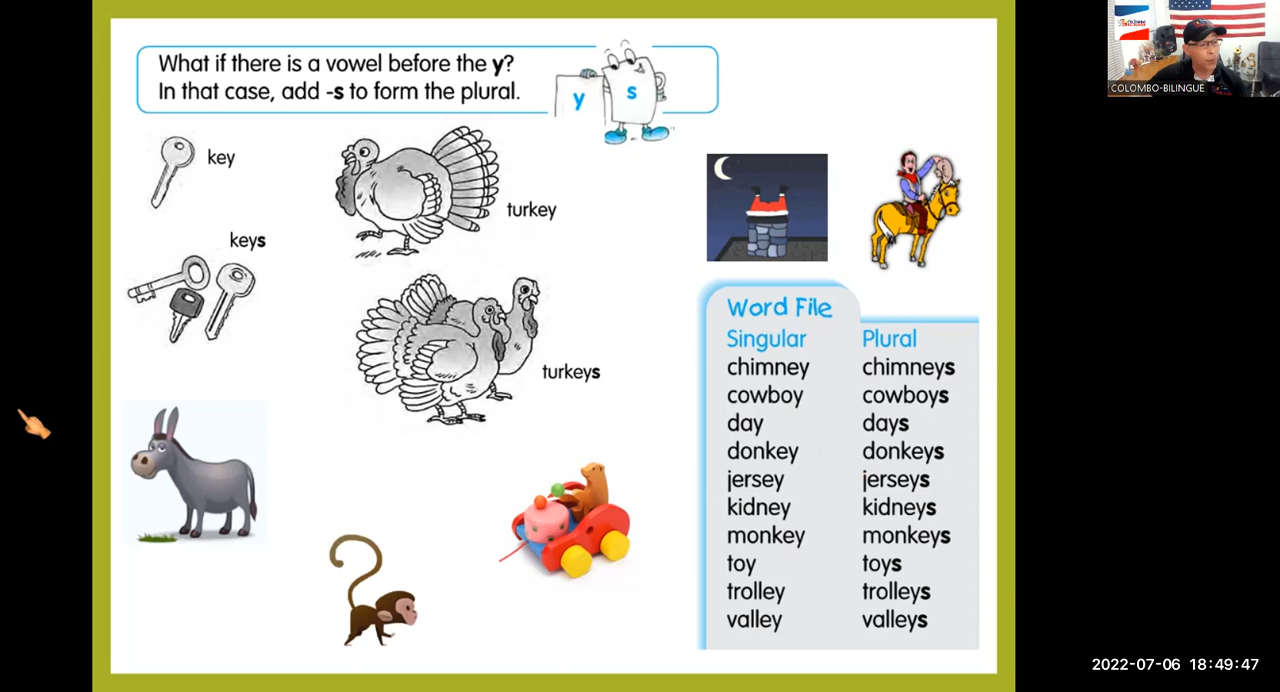 What if there is a vowel before the y?
In that case, add -s to form the plural.
y s
key
keys
turkey
turkeys
Word File
Singular Plural
chimney chimneys
cowboy cowboys
day days
donkey donkeys
jersey jerseys
kidney kidneys
monkey monkeys
toy toys
trolley trolleys
valley valleys
COLOMBO-BILINGUE
2022-07-06 18:49:47